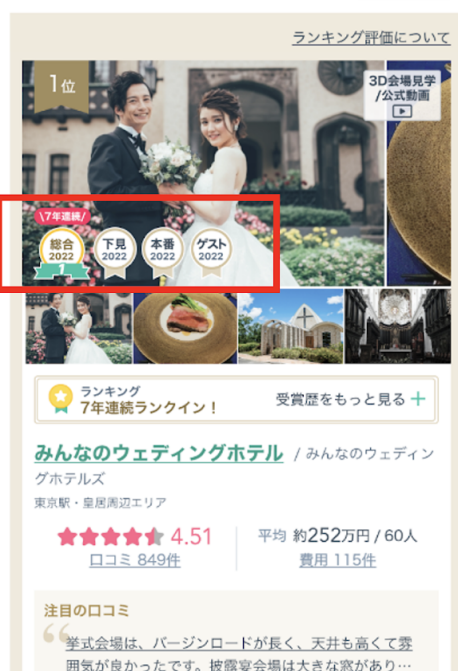 ランキング評価について
1位
3D会場見学
/公式動画
\7年連続/
総合
2022
1
下見
2022
本番
2022
ゲスト
2022
ランキング
7年連続ランクイン！
受賞歴をもっと見る ＋
みんなのウェディングホテル / みんなのウェディン
グホテルズ
東京駅・皇居周辺エリア
4.51
口コミ 849件
平均 約252万円 / 60人
費用 115件
注目の口コミ
挙式会場は、バージンロードが長く、天井も高くて雰
囲気が良かったです。披露宴会場は大きな窓があり…